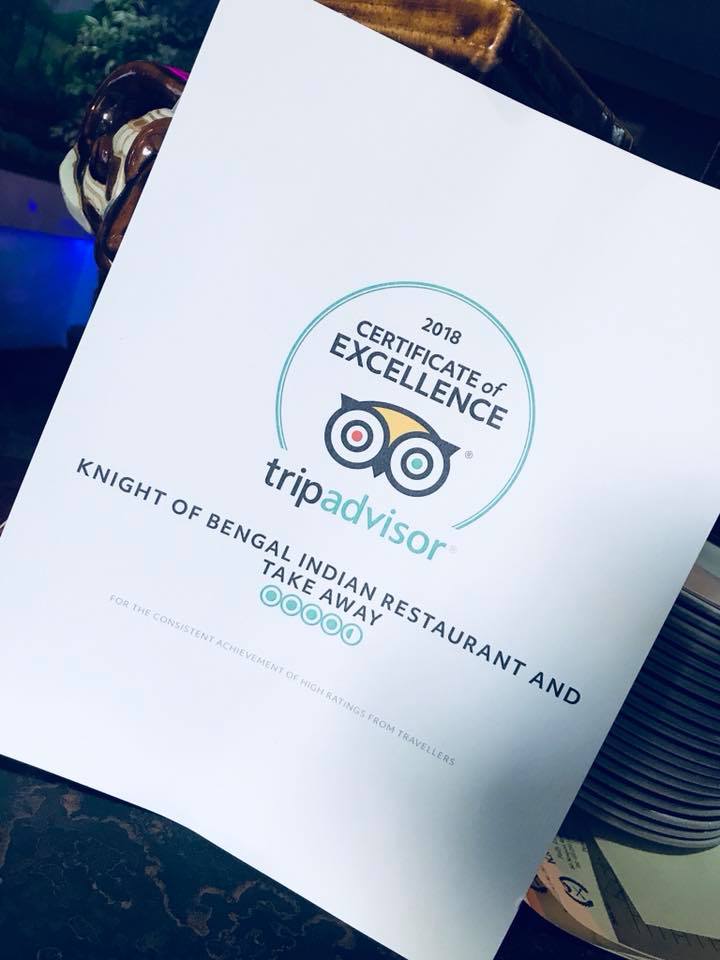 2018
CERTIFICATE of
EXCELLENCE
tripadvisor®
KNIGHT OF BENGAL INDIAN RESTAURANT AND
TAKE AWAY
FOR THE CONSISTENT ACHIEVEMENT OF HIGH RATINGS FROM TRAVELLERS